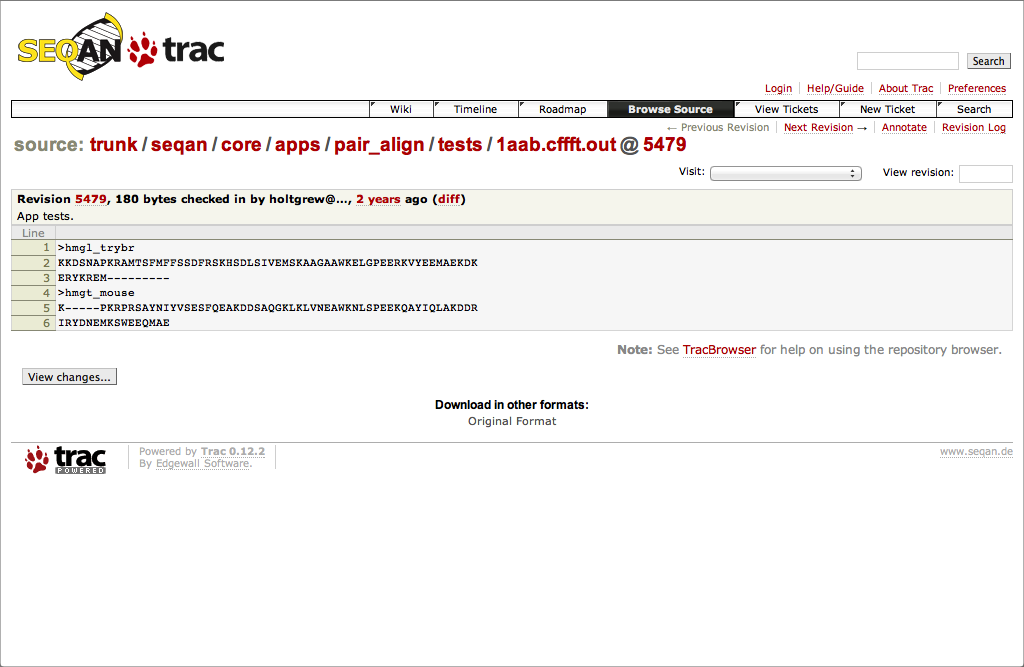 SEQAN trac
Search
Login Help/Guide About Trac Preferences
Wiki Timeline Roadmap Browse Source View Tickets New Ticket Search
← Previous Revision Next Revision → Annotate Revision Log
source: trunk / seqan / core / apps / pair_align / tests / 1aab.cffft.out @ 5479
Visit: View revision:
Revision 5479, 180 bytes checked in by holtgrew@…, 2 years ago (diff)
App tests.
Line
1 >hmgl_trybr
2 KKDSNAPKRAMTSFMFFSSDFRSKHSDLSIVEMSKAAGAAWKELGPEERKVYEEMAEKDK
3 ERYKREM---------
4 >hmgt_mouse
5 K-----PKRPRSAYNIYVSESFQEAKDDSAQGKLKLVNEAWKNLSPEEKQAYIQLAKDDR
6 IRYDNEMKSWEEQMAE
Note: See TracBrowser for help on using the repository browser.
View changes...
Download in other formats:
Original Format
trac POWERED
Powered by Trac 0.12.2
By Edgewall Software.
www.seqan.de